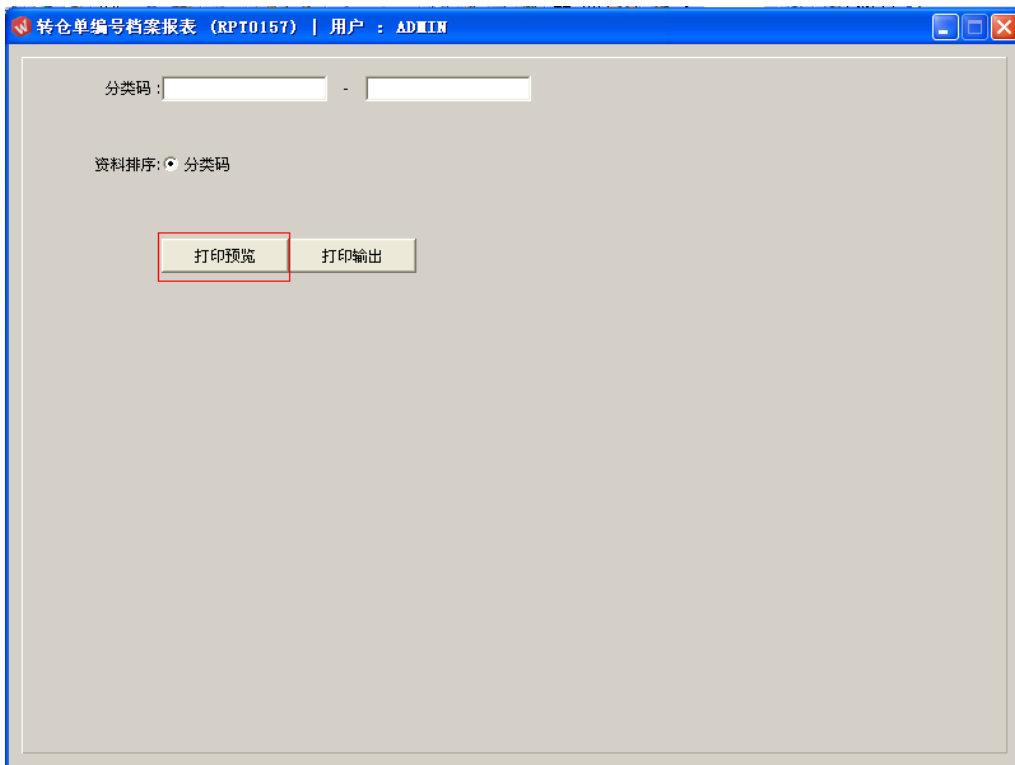 转仓单编号档案报表 (RPT0157) | 用户 : ADMIN
分类码 : -
资料排序: 分类码
打印预览 打印输出